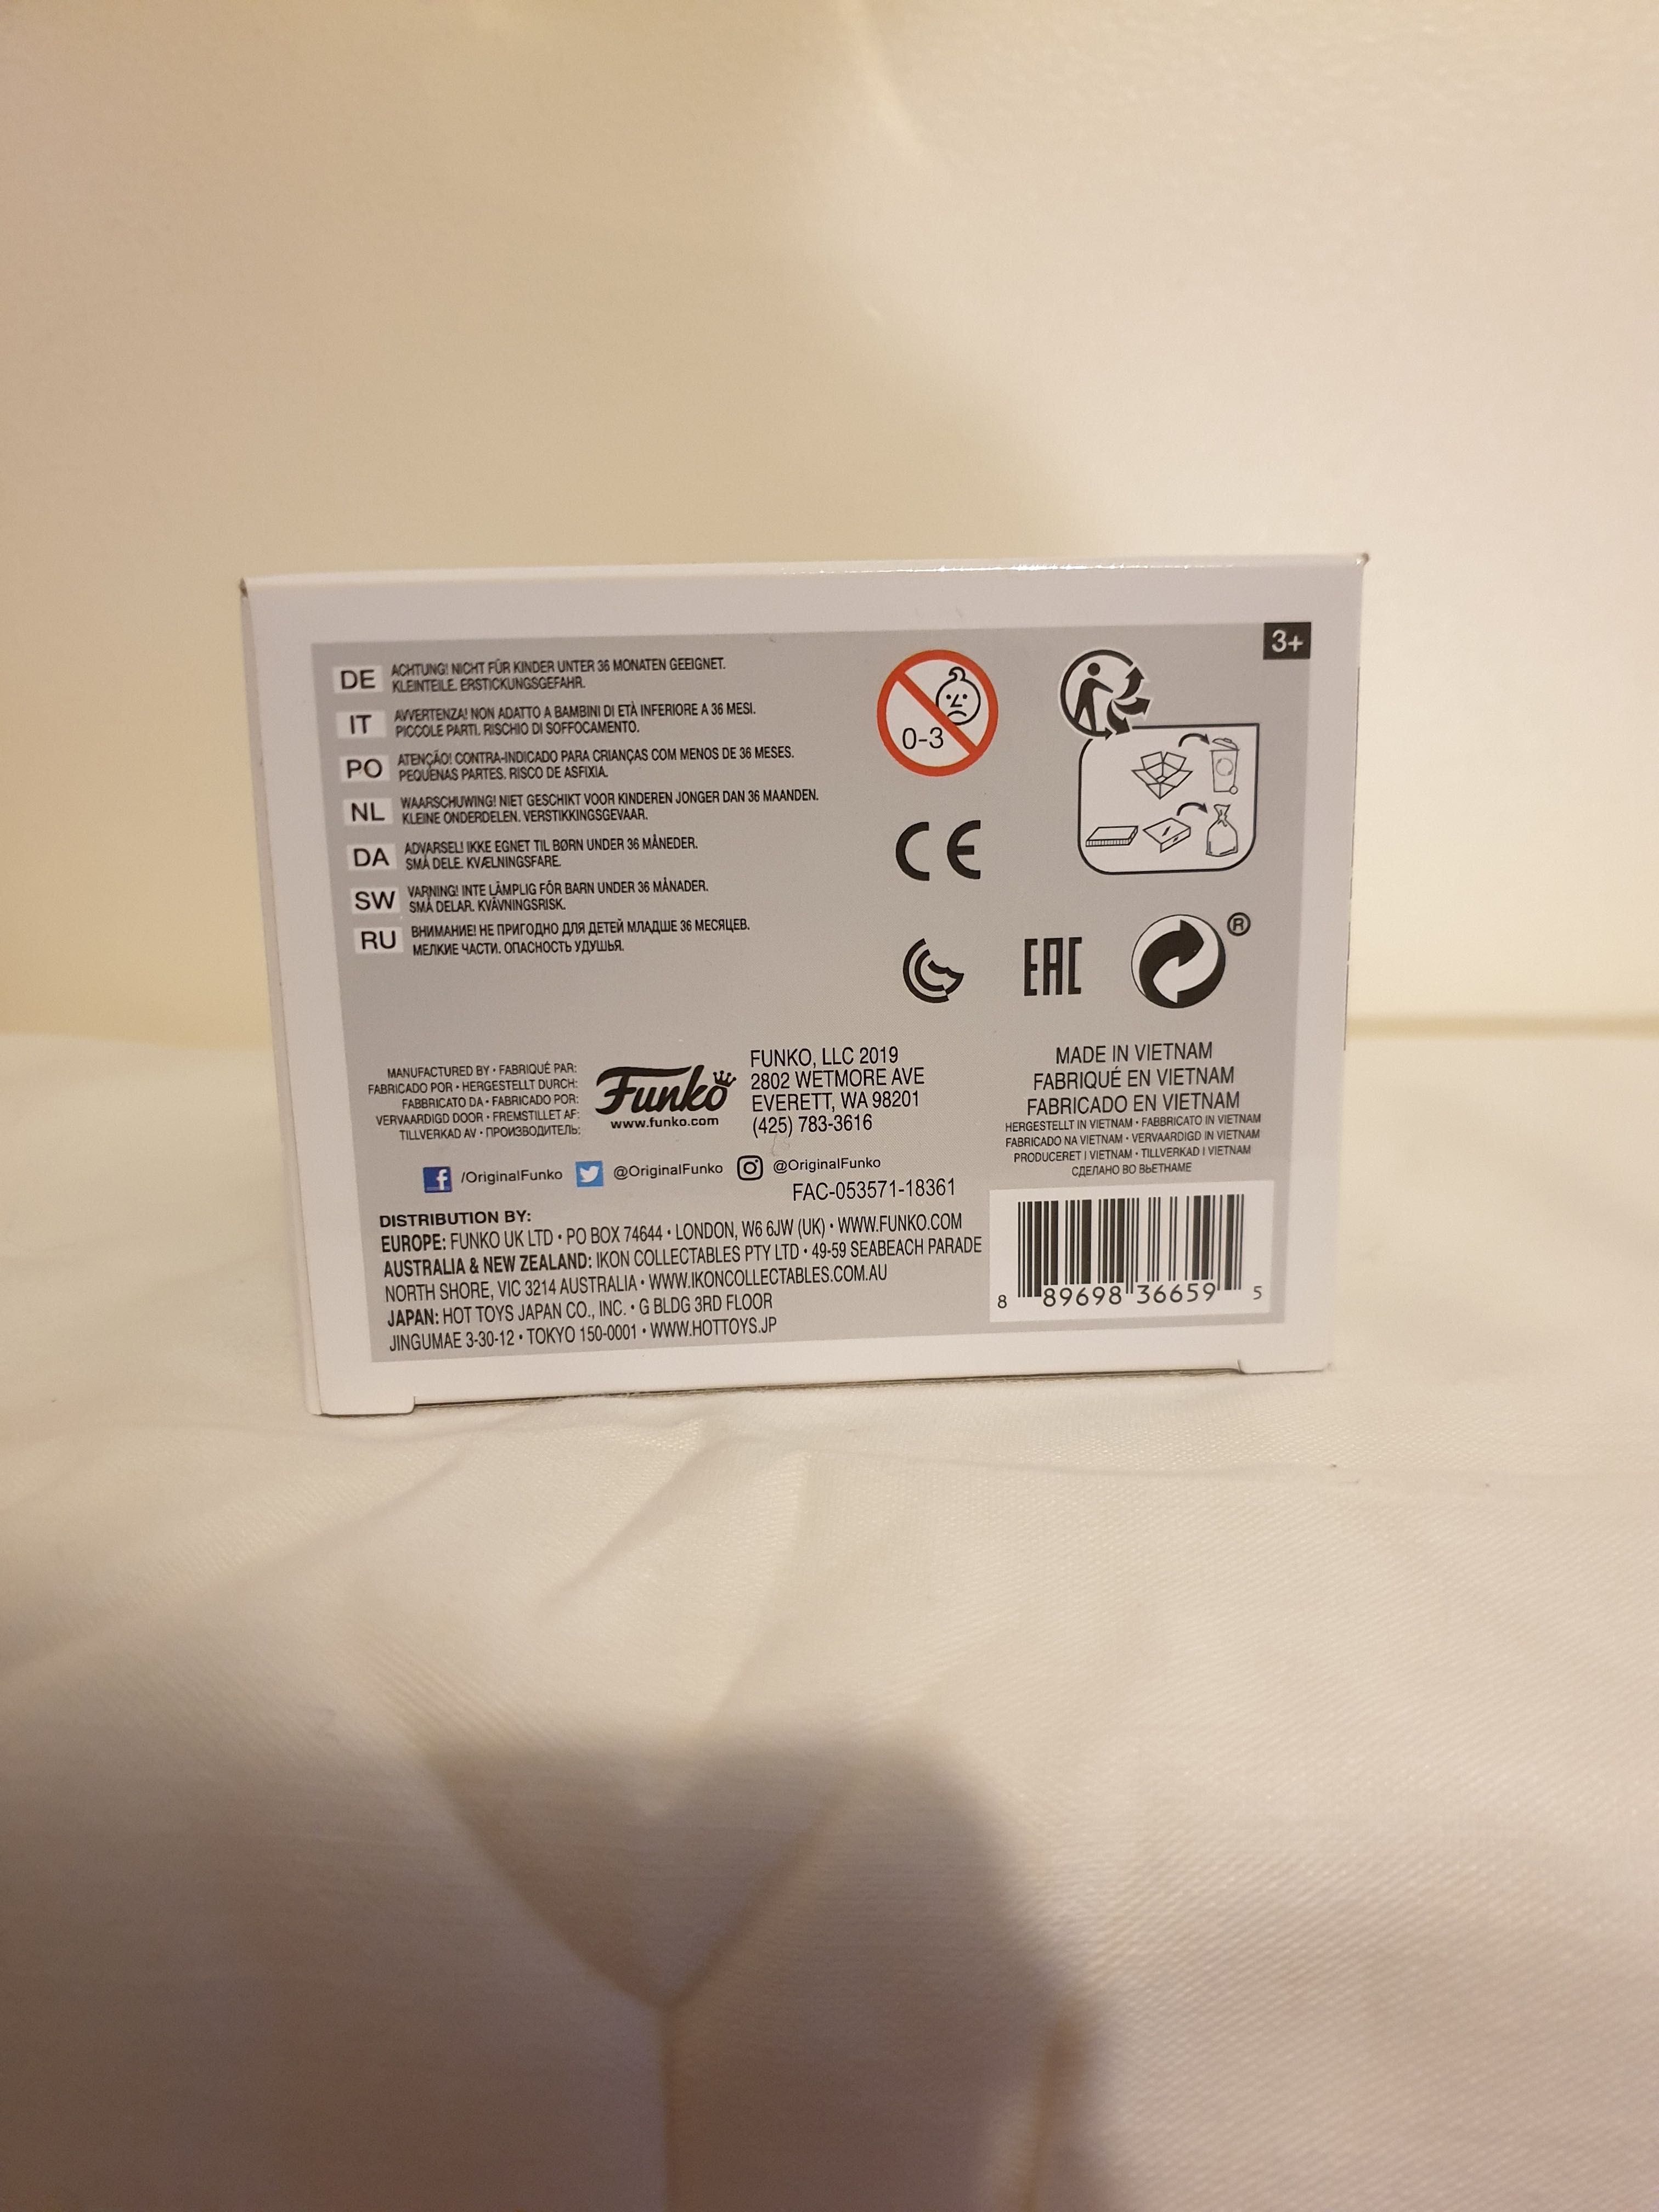 3+
DE ACHTUNG! NICHT FÜR KINDER UNTER 36 MONATEN GEEIGNET.
KLEINTEILE. ERSTICKUNGSGEFAHR.
IT AVVERTENZA! NON ADATTO A BAMBINI DI ETÀ INFERIORE A 36 MESI.
PICCOLE PARTI. RISCHIO DI SOFFOCAMENTO.
PO ATENÇÃO! CONTRA-INDICADO PARA CRIANÇAS COM MENOS DE 36 MESES.
PEQUENAS PARTES. RISCO DE ASFIXIA.
NL WAARSCHUWING! NIET GESCHIKT VOOR KINDEREN JONGER DAN 36 MAANDEN.
KLEINE ONDERDELEN. VERSTIKKINGSGEVAAR.
DA ADVARSEL! IKKE EGNET TIL BØRN UNDER 36 MÅNEDER.
SMÅ DELE. KVÆLNINGSFARE.
SW VARNING! INTE LÄMPLIG FÖR BARN UNDER 36 MÅNADER.
SMÅ DELAR. KVÄVNINGSRISK.
RU ВНИМАНИЕ! НЕ ПРИГОДНО ДЛЯ ДЕТЕЙ МЛАДШЕ 36 МЕСЯЦЕВ.
МЕЛКИЕ ЧАСТИ. ОПАСНОСТЬ УДУШЬЯ.
0-3
CE
EAC
®
MANUFACTURED BY • FABRIQUÉ PAR:
FABRICADO POR • HERGESTELLT DURCH:
FABBRICATO DA • FABRICADO POR:
VERVAARDIGD DOOR • FREMSTILLET AF:
TILLVERKAD AV • ПРОИЗВОДИТЕЛЬ:
Funko
www.funko.com
FUNKO, LLC 2019
2802 WETMORE AVE
EVERETT, WA 98201
(425) 783-3616
MADE IN VIETNAM
FABRIQUÉ EN VIETNAM
FABRICADO EN VIETNAM
HERGESTELLT IN VIETNAM • FABBRICATO IN VIETNAM
FABRICADO NA VIETNAM • VERVAARDIGD IN VIETNAM
PRODUCERET I VIETNAM • TILLVERKAD I VIETNAM
СДЕЛАНО ВО ВЬЕТНАМЕ
/OriginalFunko @OriginalFunko @OriginalFunko
FAC-053571-18361
DISTRIBUTION BY:
EUROPE: FUNKO UK LTD • PO BOX 74644 • LONDON, W6 6JW (UK) • WWW.FUNKO.COM
AUSTRALIA & NEW ZEALAND: IKON COLLECTABLES PTY LTD • 49-59 SEABEACH PARADE
NORTH SHORE, VIC 3214 AUSTRALIA • WWW.IKONCOLLECTABLES.COM.AU
JAPAN: HOT TOYS JAPAN CO., INC. • G BLDG 3RD FLOOR
JINGUMAE 3-30-12 • TOKYO 150-0001 • WWW.HOTTOYS.JP
8 89698 36659 5